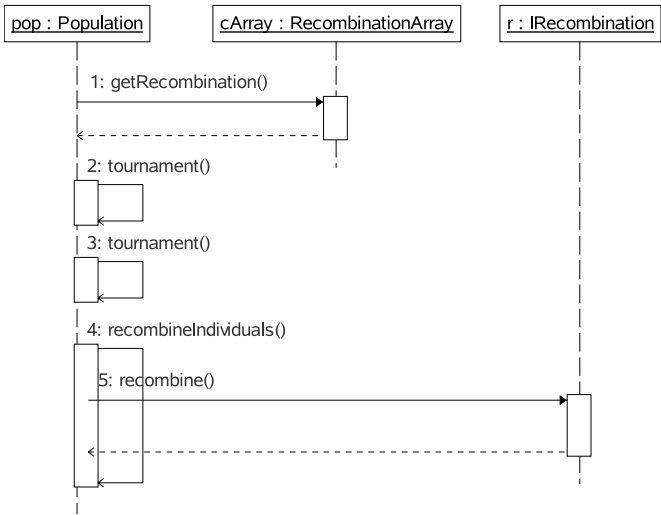 pop : Population
cArray : RecombinationArray
r : IRecombination
1: getRecombination()
2: tournament()
3: tournament()
4: recombineIndividuals()
5: recombine()